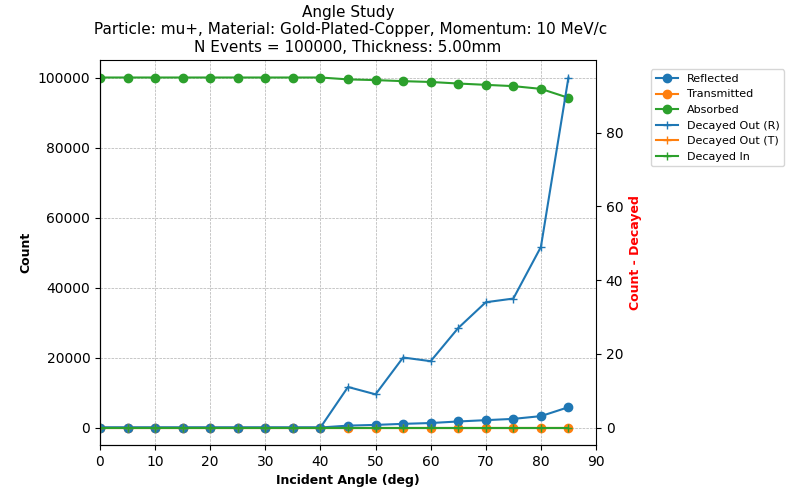 Angle Study
Particle: mu+, Material: Gold-Plated-Copper, Momentum: 10 MeV/c
N Events = 100000, Thickness: 5.00mm
100000
80000
60000
40000
20000
0
Count
0 10 20 30 40 50 60 70 80 90
Incident Angle (deg)
80
60
40
20
0
Count - Decayed
Reflected
Transmitted
Absorbed
Decayed Out (R)
Decayed Out (T)
Decayed In